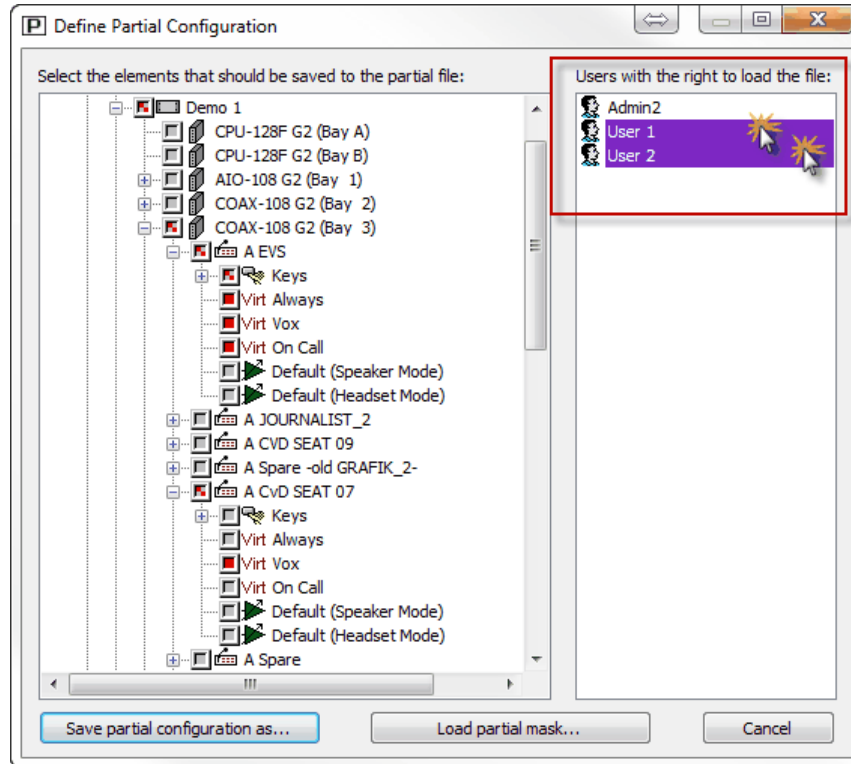 Define Partial Configuration
Select the elements that should be saved to the partial file:
Demo 1
CPU-128F G2 (Bay A)
CPU-128F G2 (Bay B)
AIO-108 G2 (Bay 1)
COAX-108 G2 (Bay 2)
COAX-108 G2 (Bay 3)
A EVS
Keys
Virt Always
Virt Vox
Virt On Call
Default (Speaker Mode)
Default (Headset Mode)
A JOURNALIST_2
A CVD SEAT 09
A Spare -old GRAFIK_2-
A CvD SEAT 07
Keys
Virt Always
Virt Vox
Virt On Call
Default (Speaker Mode)
Default (Headset Mode)
A Spare
Users with the right to load the file:
Admin2
User 1
User 2
Save partial configuration as...
Load partial mask...
Cancel